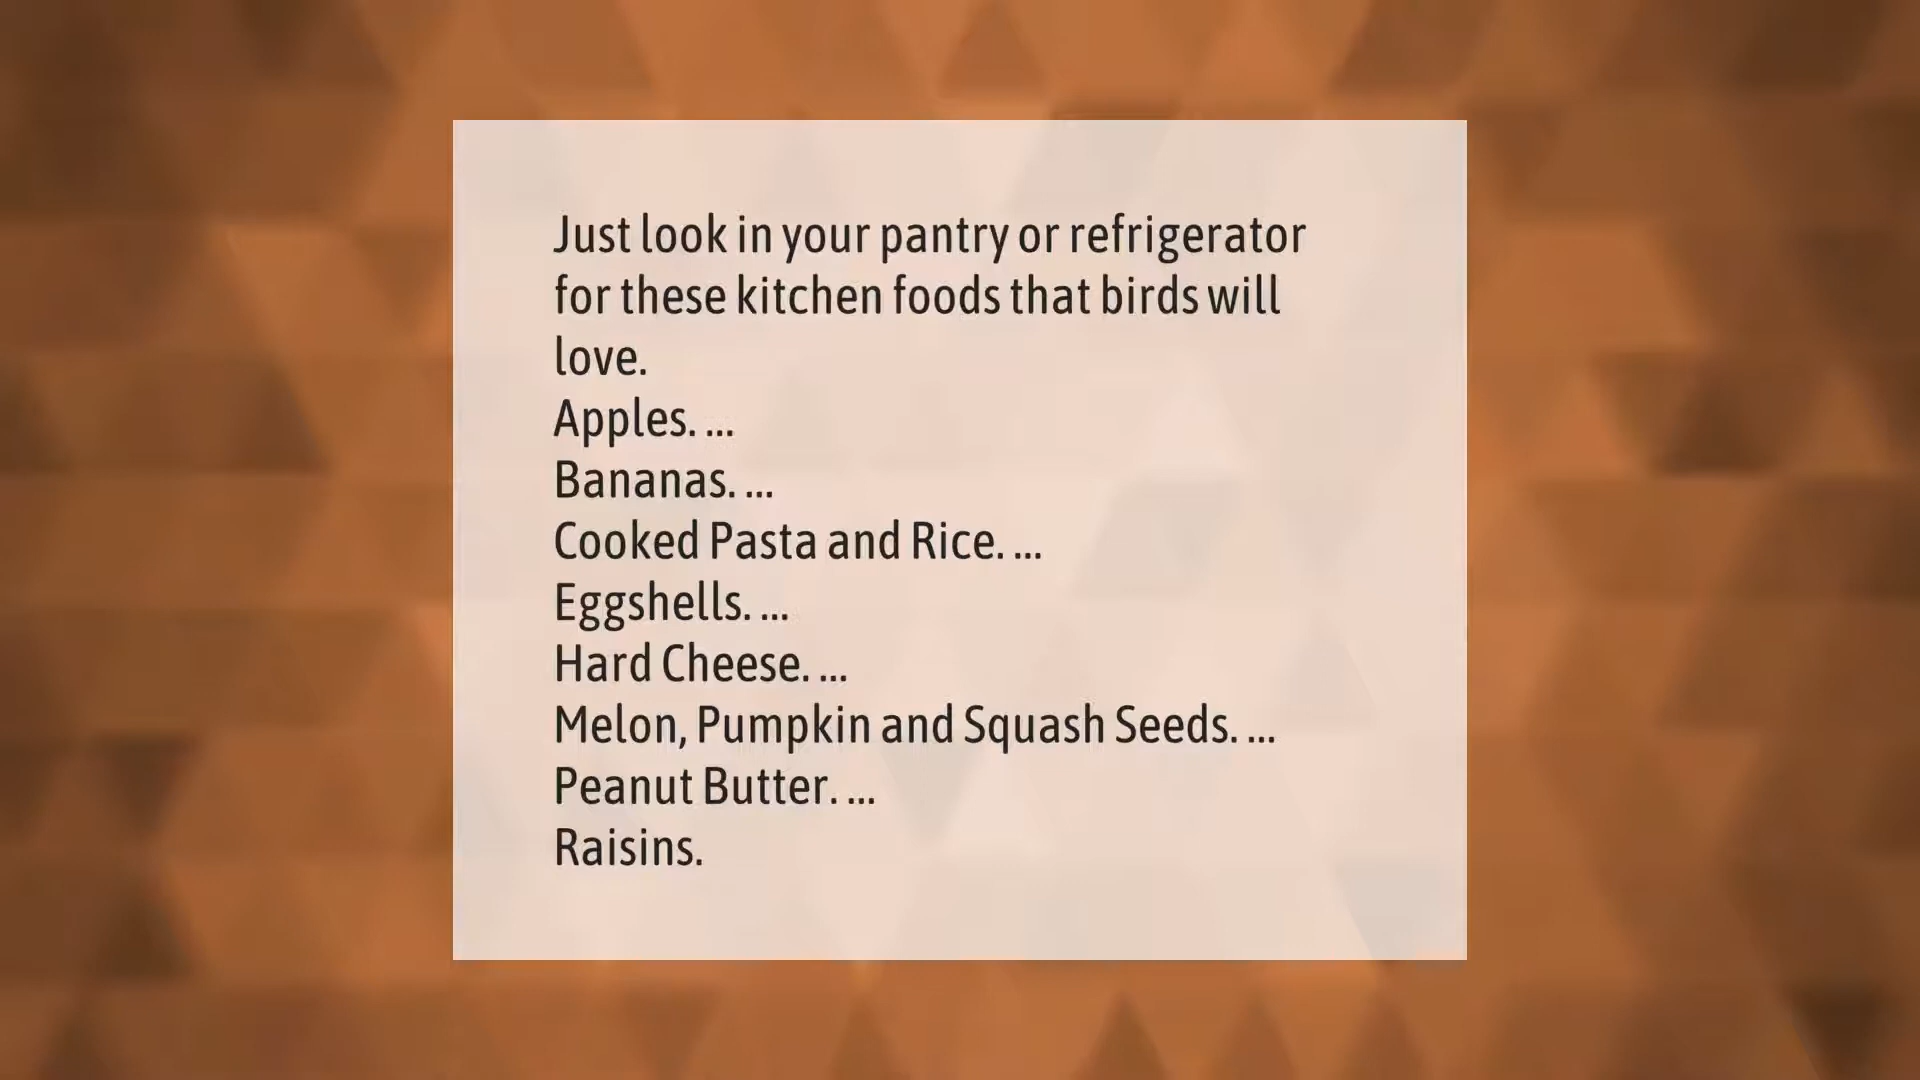 Just look in your pantry or refrigerator
for these kitchen foods that birds will
love.
Apples. ...
Bananas. ...
Cooked Pasta and Rice. ...
Eggshells. ...
Hard Cheese. ...
Melon, Pumpkin and Squash Seeds. ...
Peanut Butter. ...
Raisins.